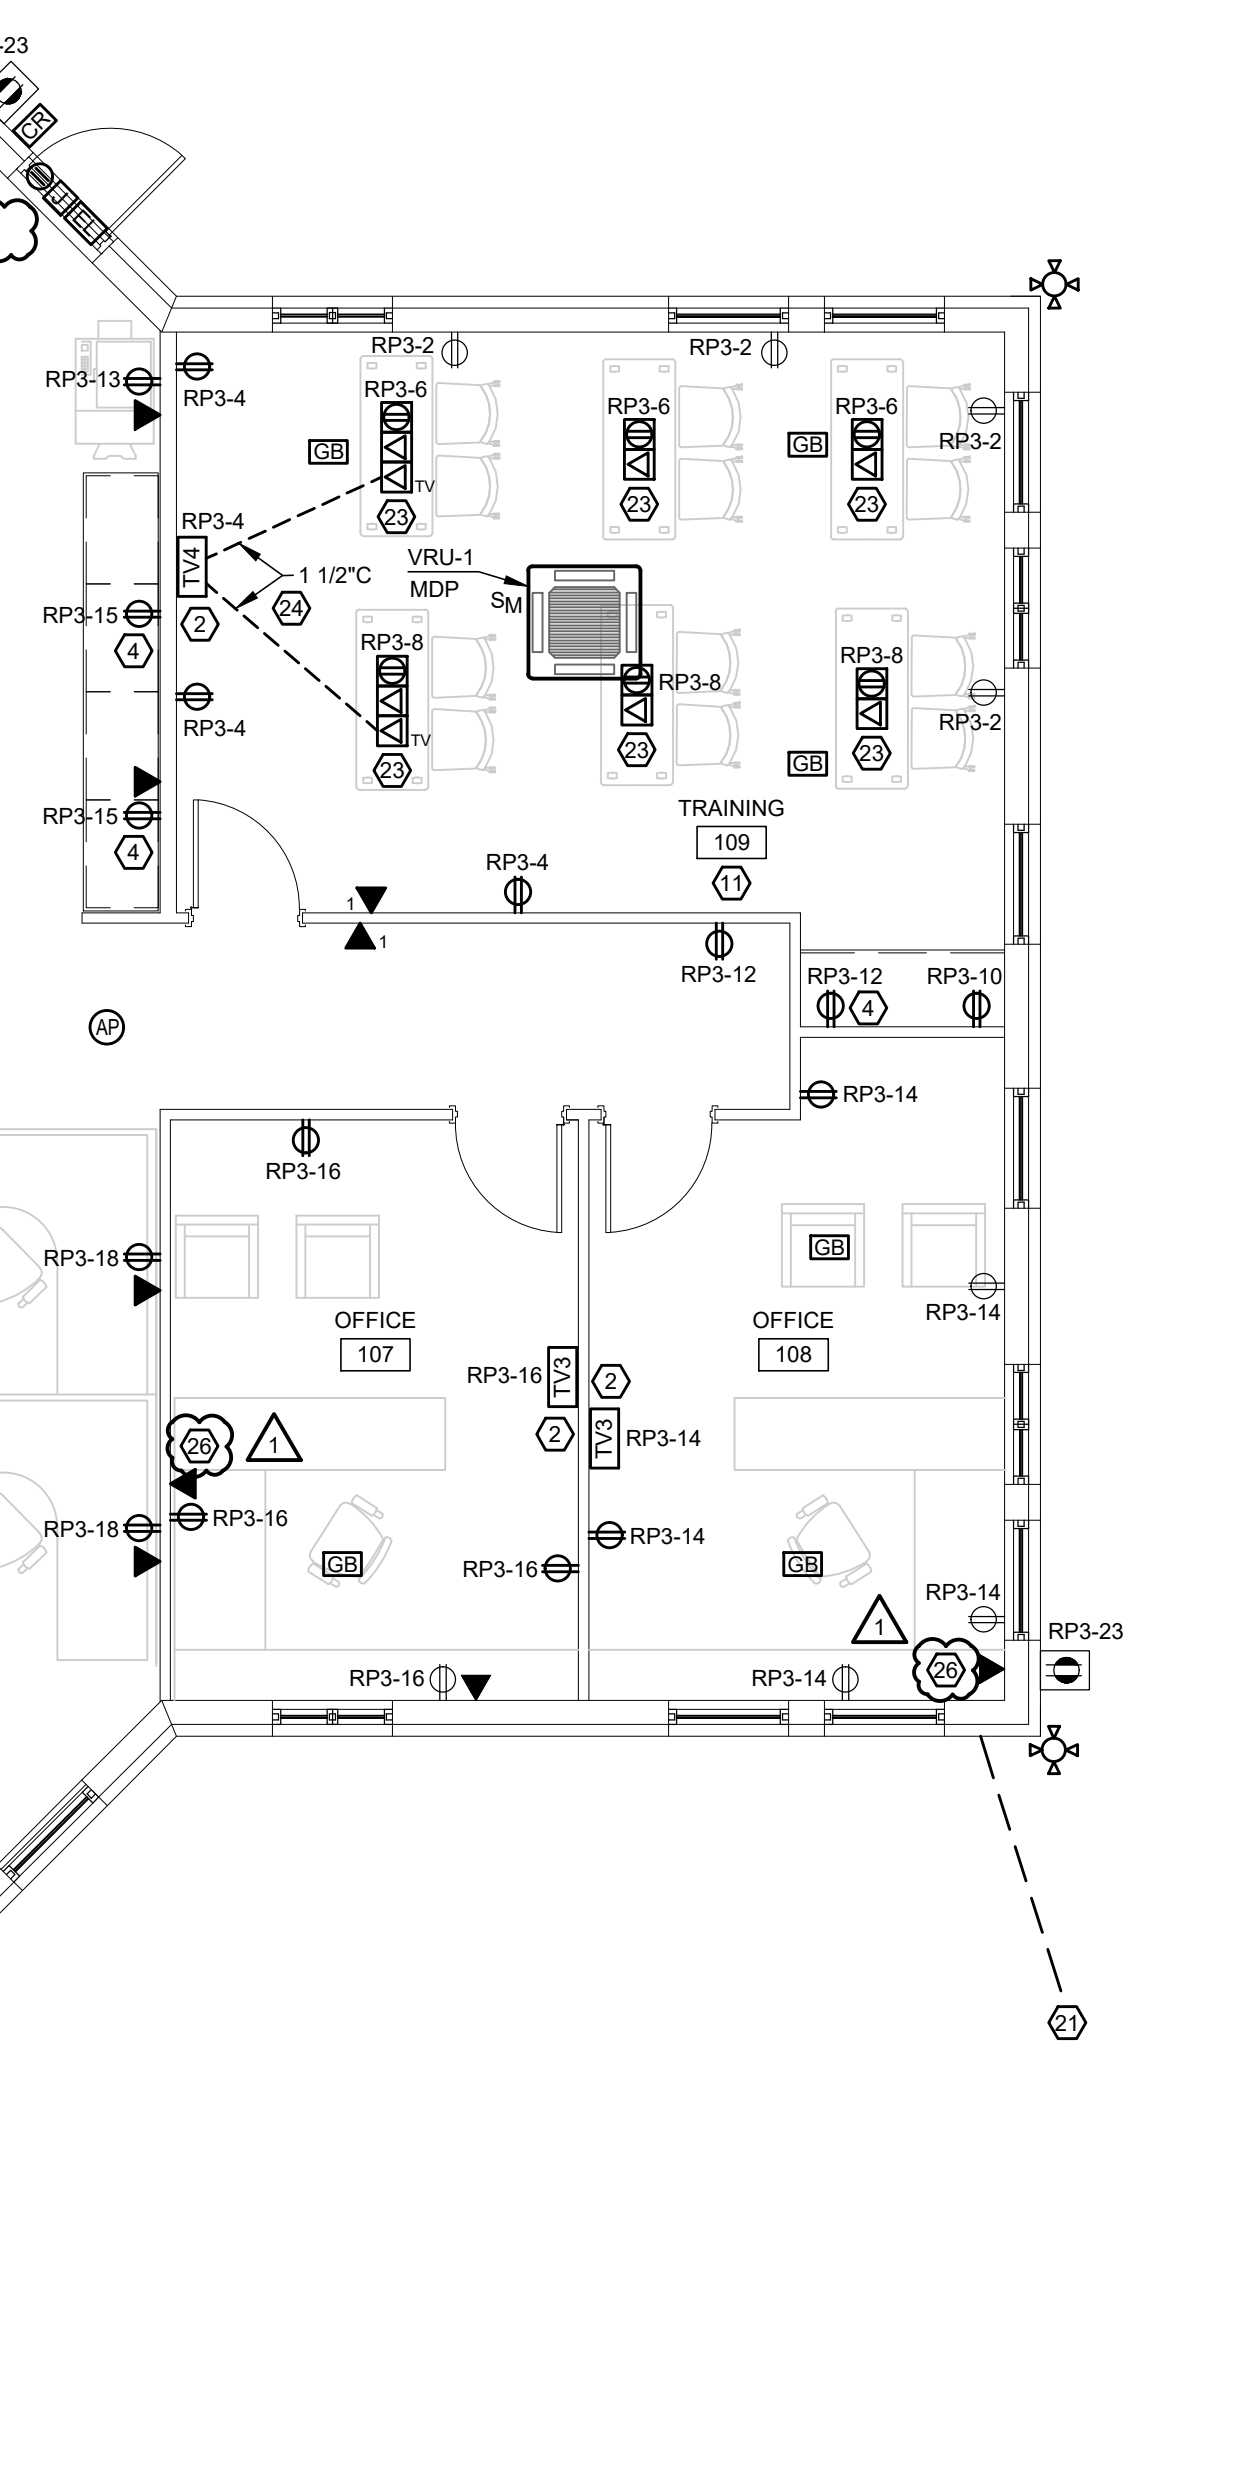 -23
CR
J
EL
RP3-2
RP3-2
RP3-13
RP3-4
RP3-6
RP3-6
RP3-6
GB
GB
RP3-2
TV
23
23
23
RP3-4
TV4
1 1/2"C
24
VRU-1
MDP
SM
RP3-15
2
4
RP3-8
RP3-8
RP3-8
RP3-4
RP3-2
TV
23
23
23
GB
RP3-15
4
TRAINING
109
11
RP3-4
1
1
RP3-12
RP3-12
4
RP3-10
AP
RP3-14
RP3-16
RP3-18
GB
RP3-14
OFFICE
107
OFFICE
108
RP3-16
TV3
2
2
TV3
RP3-14
26
1
RP3-16
RP3-18
RP3-14
RP3-16
GB
GB
RP3-14
1
RP3-23
26
RP3-16
RP3-14
21